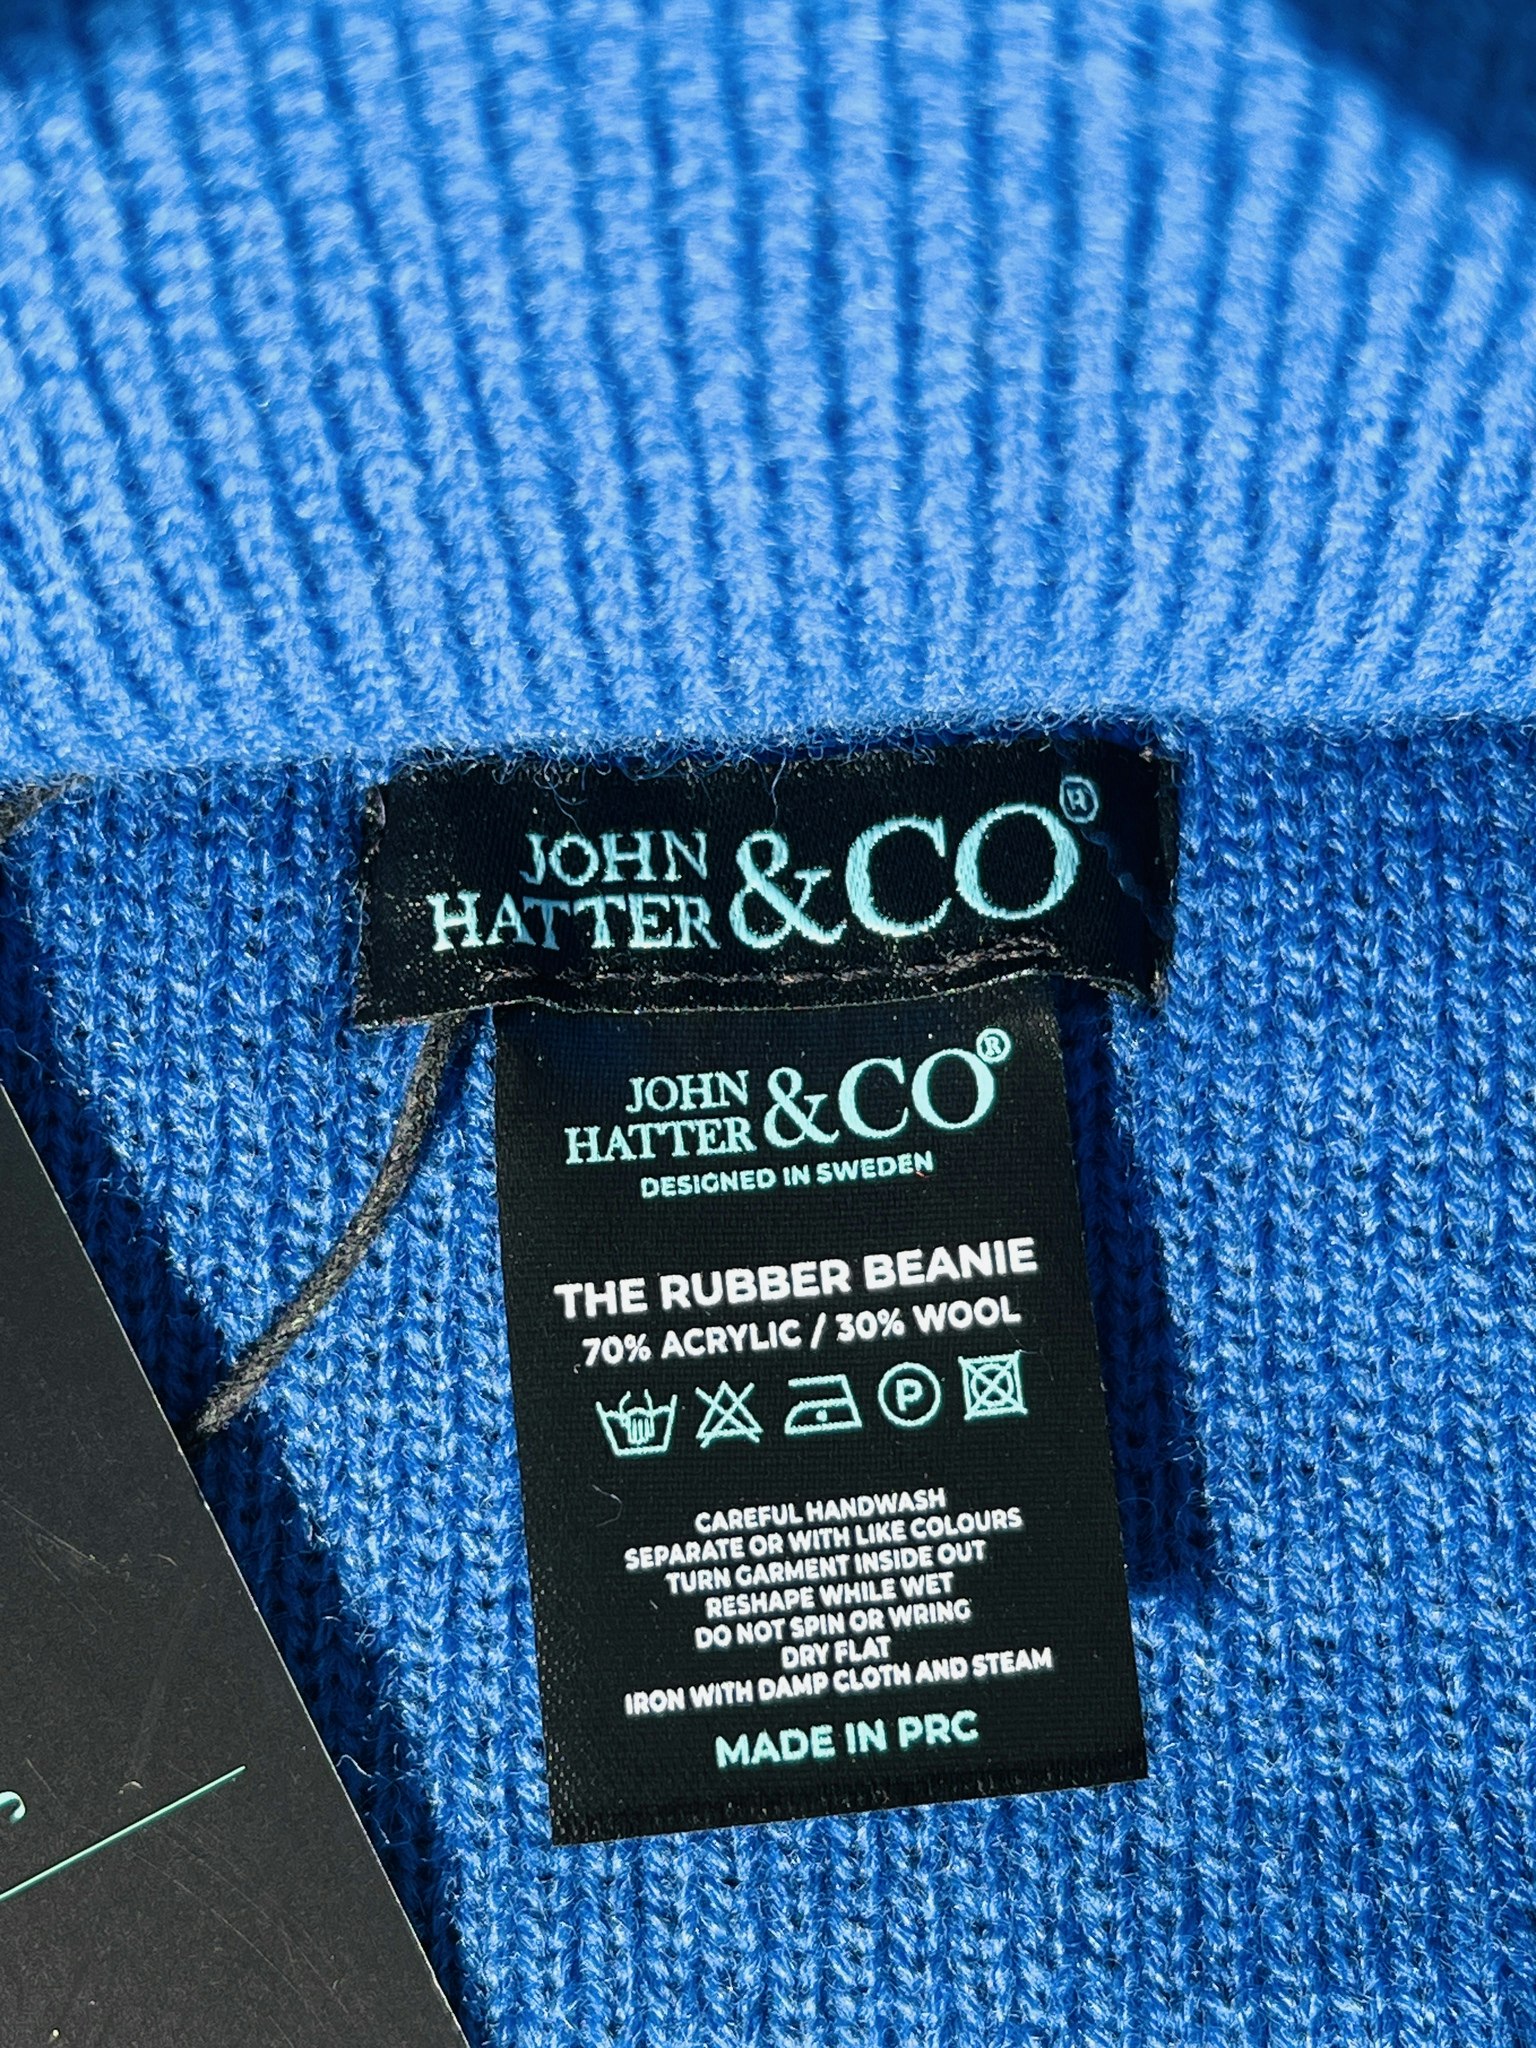 JOHN
HATTER &CO®
JOHN
HATTER &CO®
DESIGNED IN SWEDEN
THE RUBBER BEANIE
70% ACRYLIC / 30% WOOL
P
CAREFUL HANDWASH
SEPARATE OR WITH LIKE COLOURS
TURN GARMENT INSIDE OUT
RESHAPE WHILE WET
DO NOT SPIN OR WRING
DRY FLAT
IRON WITH DAMP CLOTH AND STEAM
MADE IN PRC